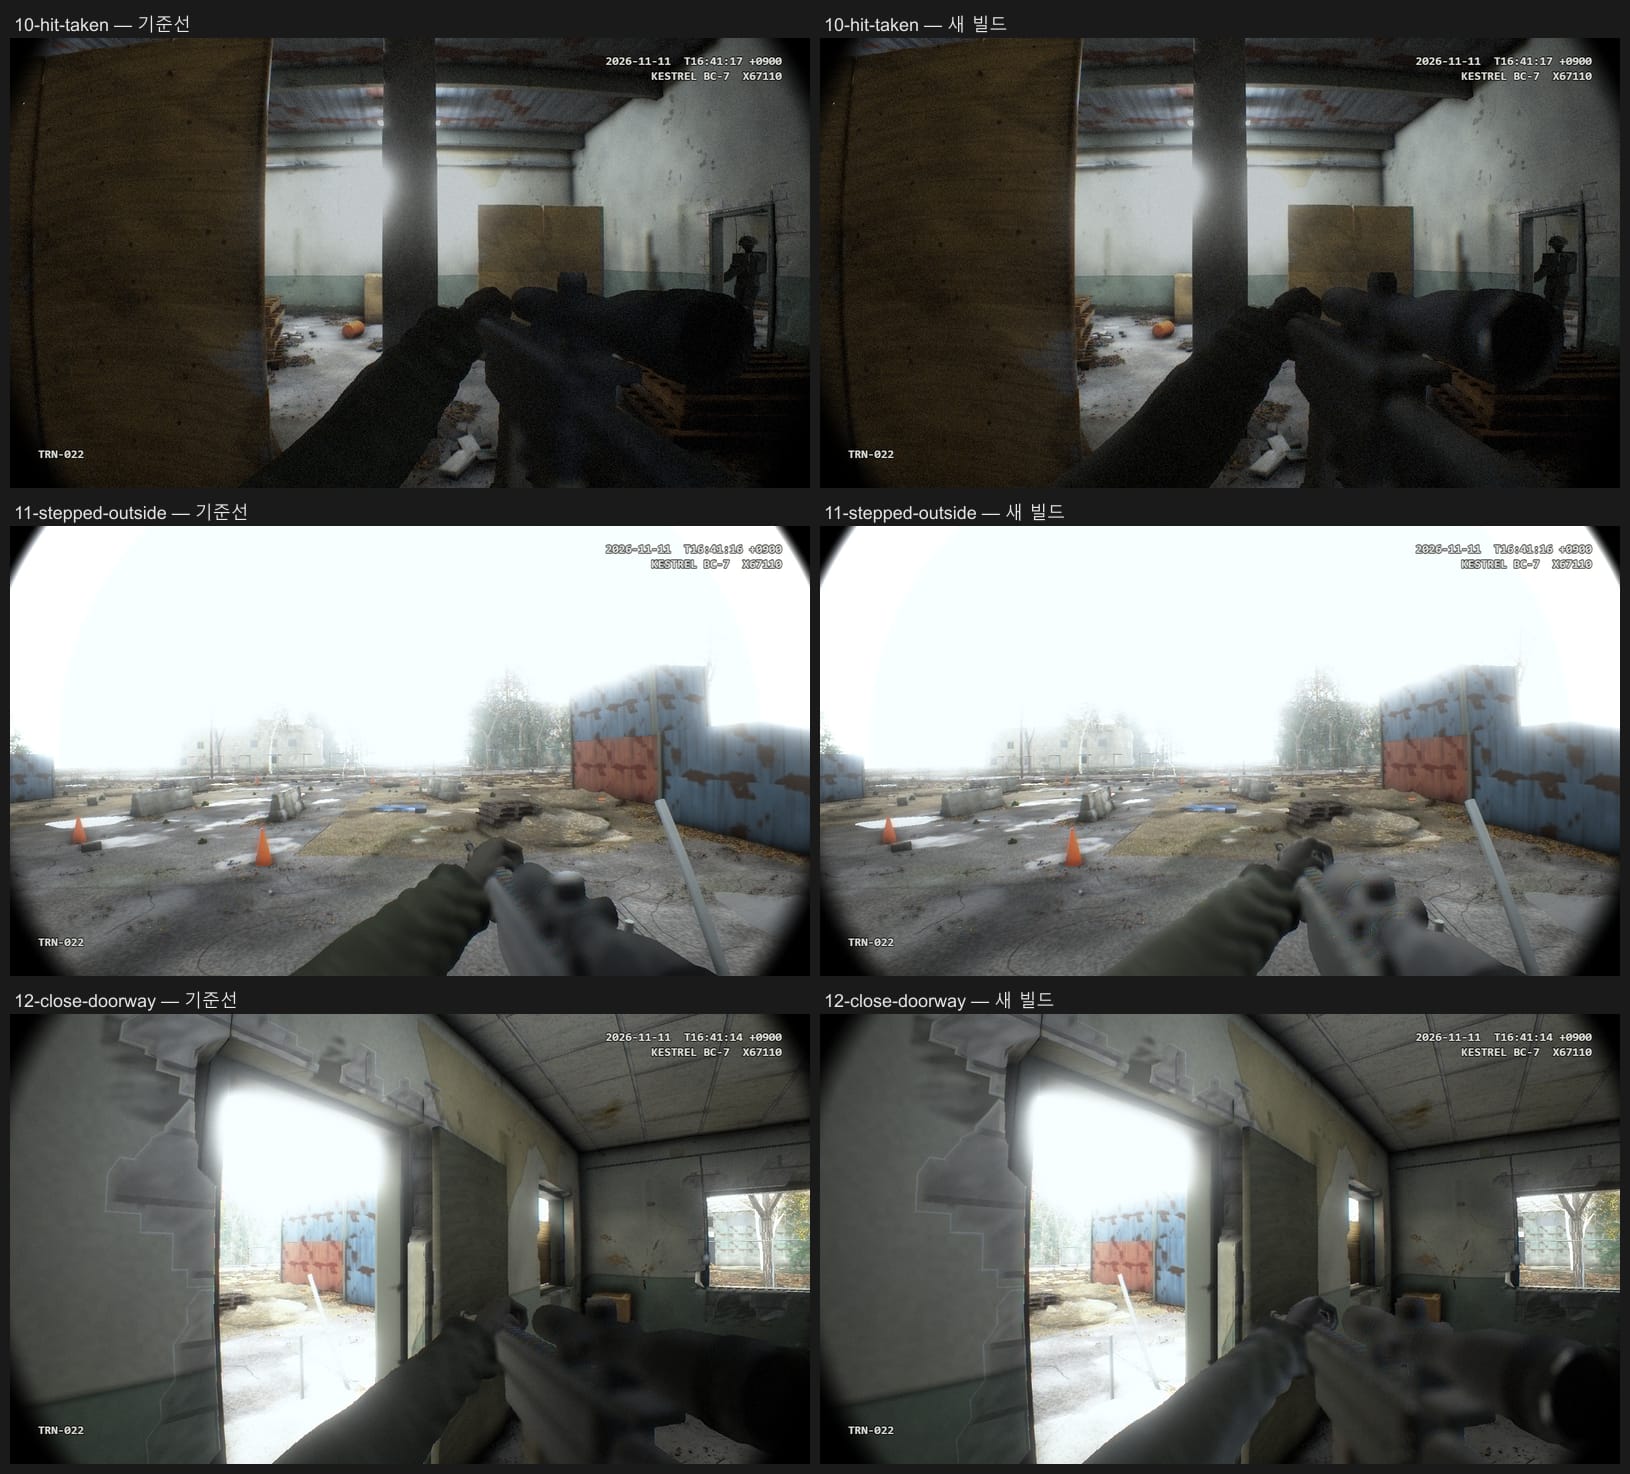 10-hit-taken — 기준선
10-hit-taken — 새 빌드
2026-11-11 T16:41:17 +0900
KESTREL BC-7 X67110
TRN-022
2026-11-11 T16:41:17 +0900
KESTREL BC-7 X67110
TRN-022
11-stepped-outside — 기준선
11-stepped-outside — 새 빌드
2026-11-11 T16:41:16 +0900
KESTREL BC-7 X67110
TRN-022
2026-11-11 T16:41:16 +0900
KESTREL BC-7 X67110
TRN-022
12-close-doorway — 기준선
12-close-doorway — 새 빌드
2026-11-11 T16:41:14 +0900
KESTREL BC-7 X67110
TRN-022
2026-11-11 T16:41:14 +0900
KESTREL BC-7 X67110
TRN-022